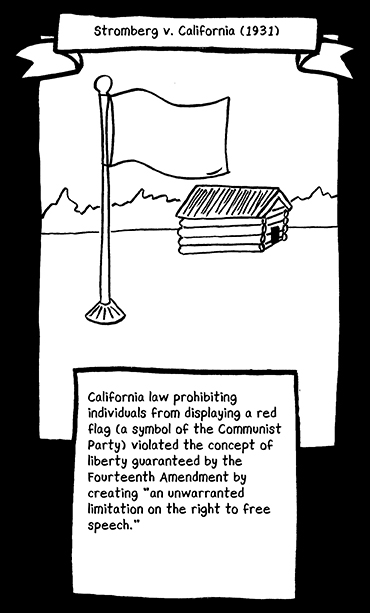 Stromberg v. California (1931)
California law prohibiting
individuals from displaying a red
flag (a symbol of the Communist
Party) violated the concept of
liberty guaranteed by the
Fourteenth Amendment by
creating "an unwarranted
limitation on the right to free
speech."